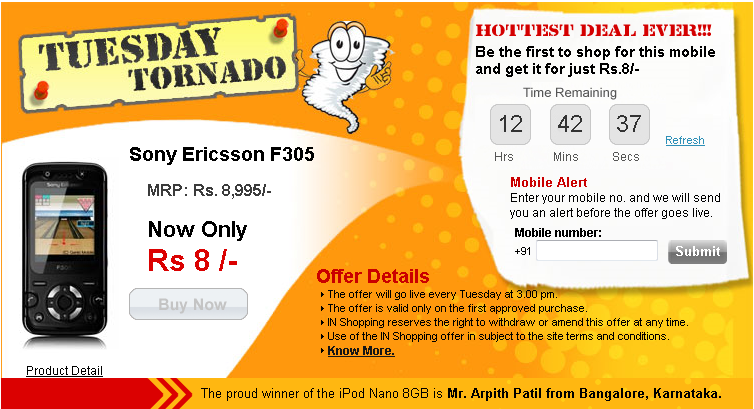 TUESDAY
TORNADO
HOTTEST DEAL EVER!!!
Be the first to shop for this mobile
and get it for just Rs.8/-
Time Remaining
12 42 37
Hrs Mins Secs
Refresh
Mobile Alert
Enter your mobile no. and we will send
you an alert before the offer goes live.
Mobile number:
+91
Submit
Sony Ericsson F305
MRP: Rs. 8,995/-
Now Only
Rs 8 /-
Buy Now
Product Detail
Offer Details
The offer will go live every Tuesday at 3.00 pm.
The offer is valid only on the first approved purchase.
IN Shopping reserves the right to withdraw or amend this offer at any time.
Use of the IN Shopping offer in subject to the site terms and conditions.
Know More.
The proud winner of the iPod Nano 8GB is Mr. Arpith Patil from Bangalore, Karnataka.